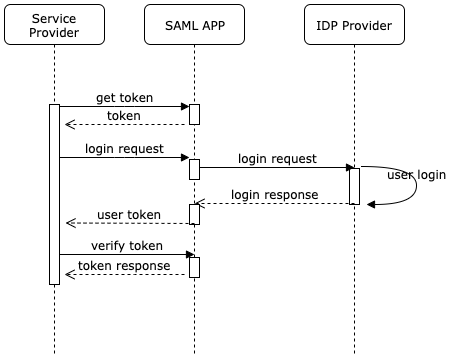 Service
Provider
SAML APP
IDP Provider
get token
token
login request
login request
user login
login response
user token
verify token
token response